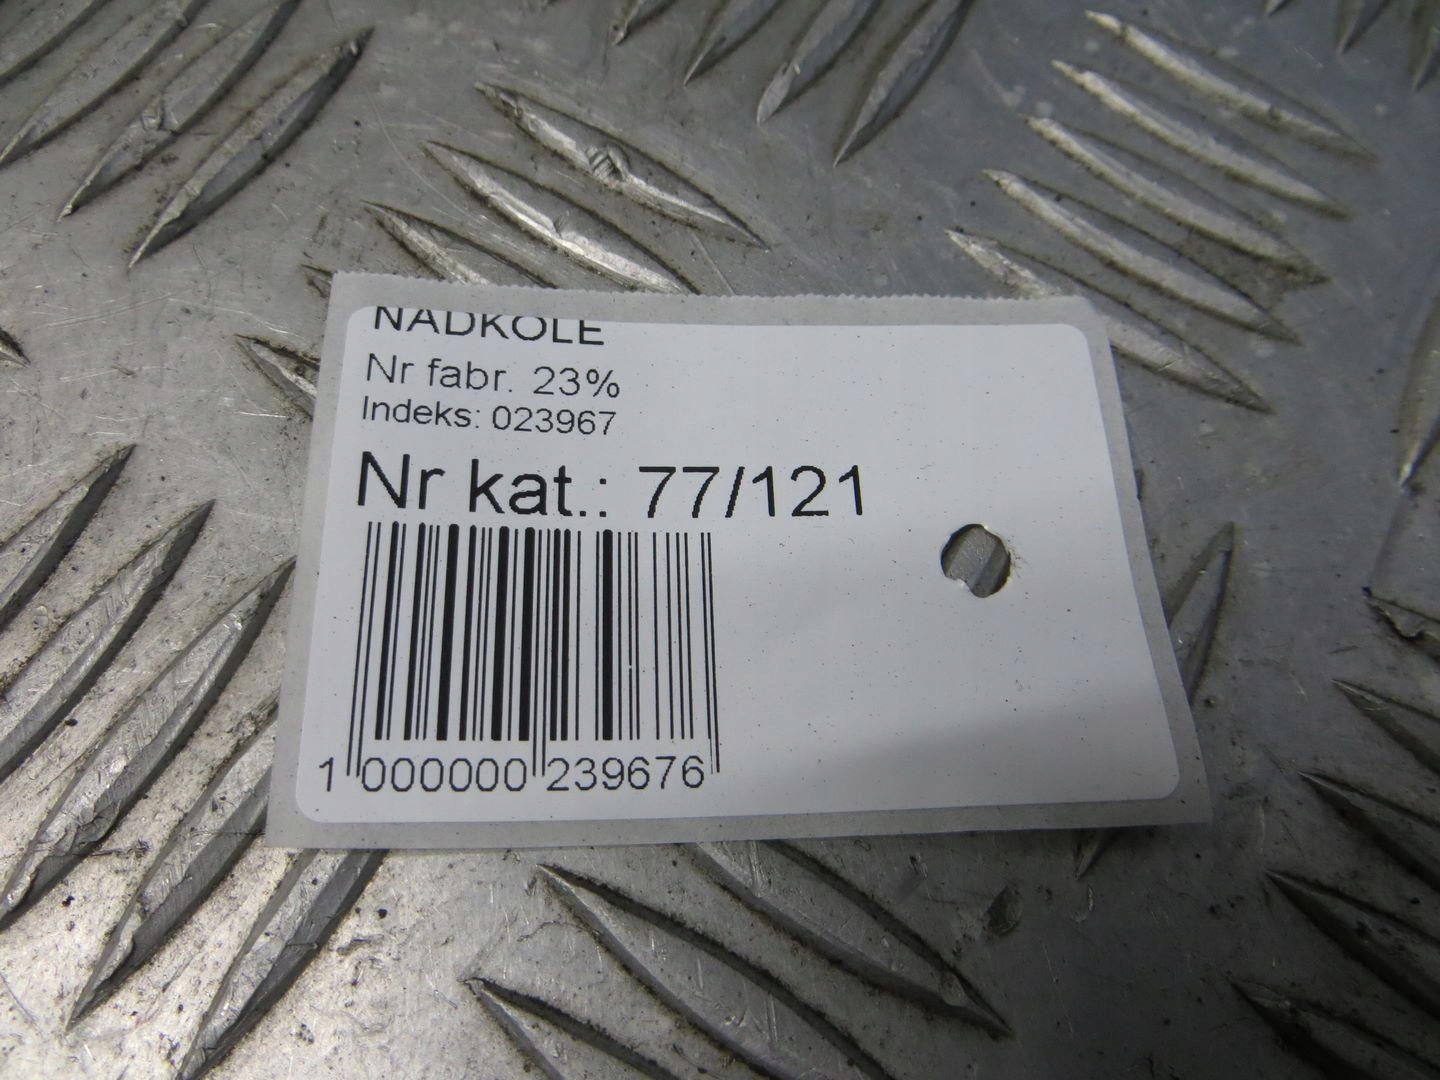 NADKOLE
Nr fabr. 23%
Indeks: 023967
Nr kat.: 77/121
1 000000 239676